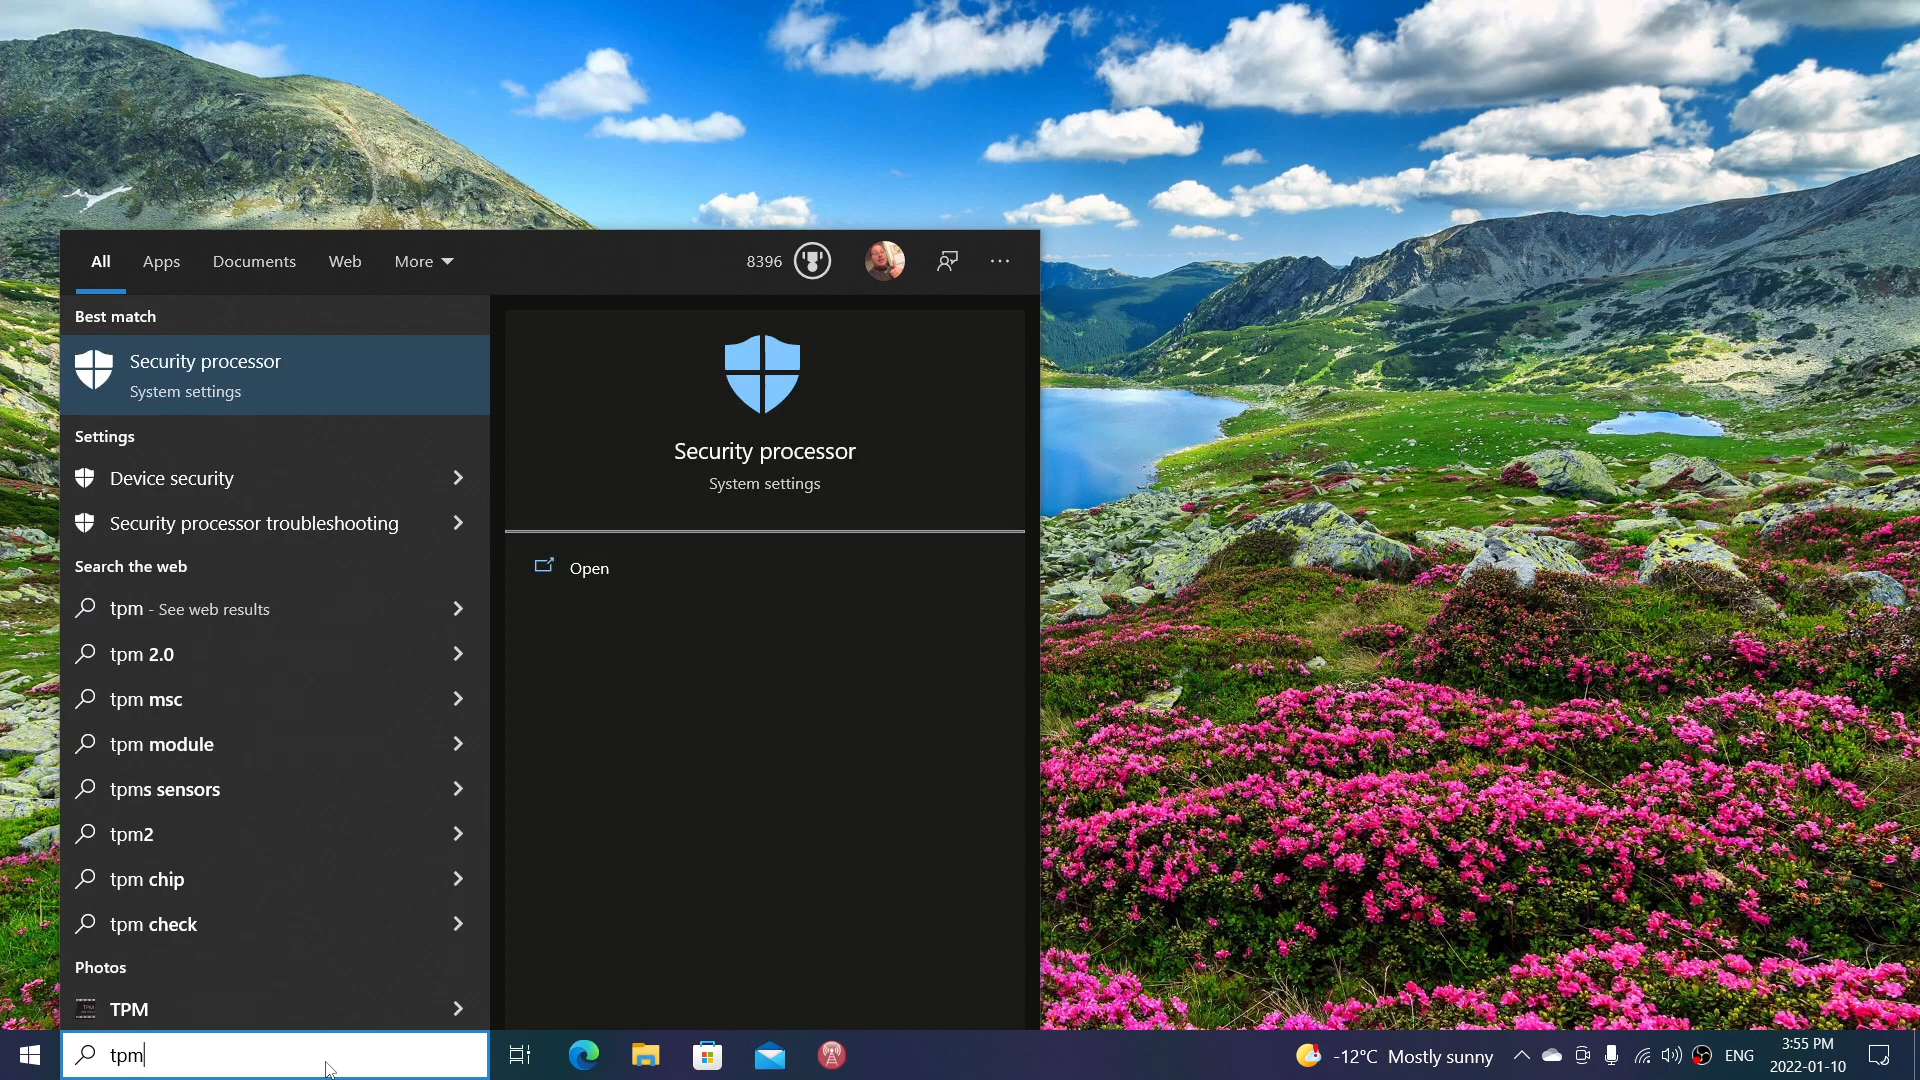 All Apps Documents Web More 8396 ...
Best match
Security processor
System settings
Settings
Device security
Security processor troubleshooting
Search the web
tpm - See web results
tpm 2.0
tpm msc
tpm module
tpms sensors
tpm2
tpm chip
tpm check
Photos
TPM
tpm
Security processor
System settings
Open
-12°C Mostly sunny
ENG
3:55 PM
2022-01-10